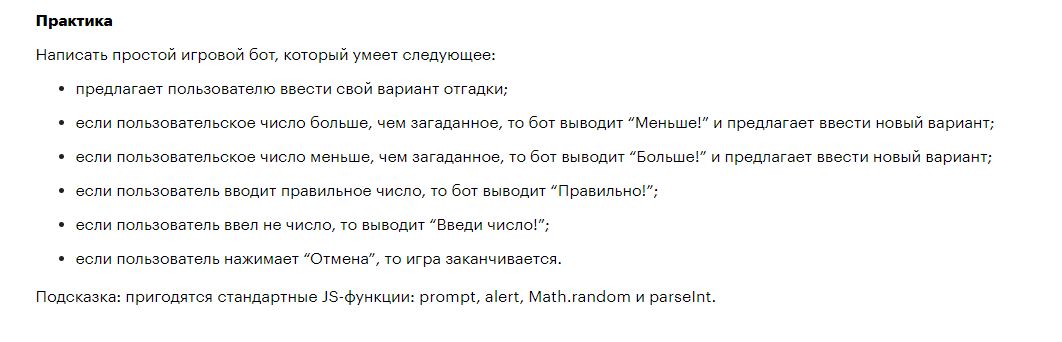 Практика
Написать простой игровой бот, который умеет следующее:
• предлагает пользователю ввести свой вариант отгадки;
• если пользовательское число больше, чем загаданное, то бот выводит “Меньше!” и предлагает ввести новый вариант;
• если пользовательское число меньше, чем загаданное, то бот выводит “Больше!” и предлагает ввести новый вариант;
• если пользователь вводит правильное число, то бот выводит “Правильно!”;
• если пользователь ввел не число, то выводит “Введи число!”;
• если пользователь нажимает “Отмена”, то игра заканчивается.
Подсказка: пригодятся стандартные JS-функции: prompt, alert, Math.random и parseInt.